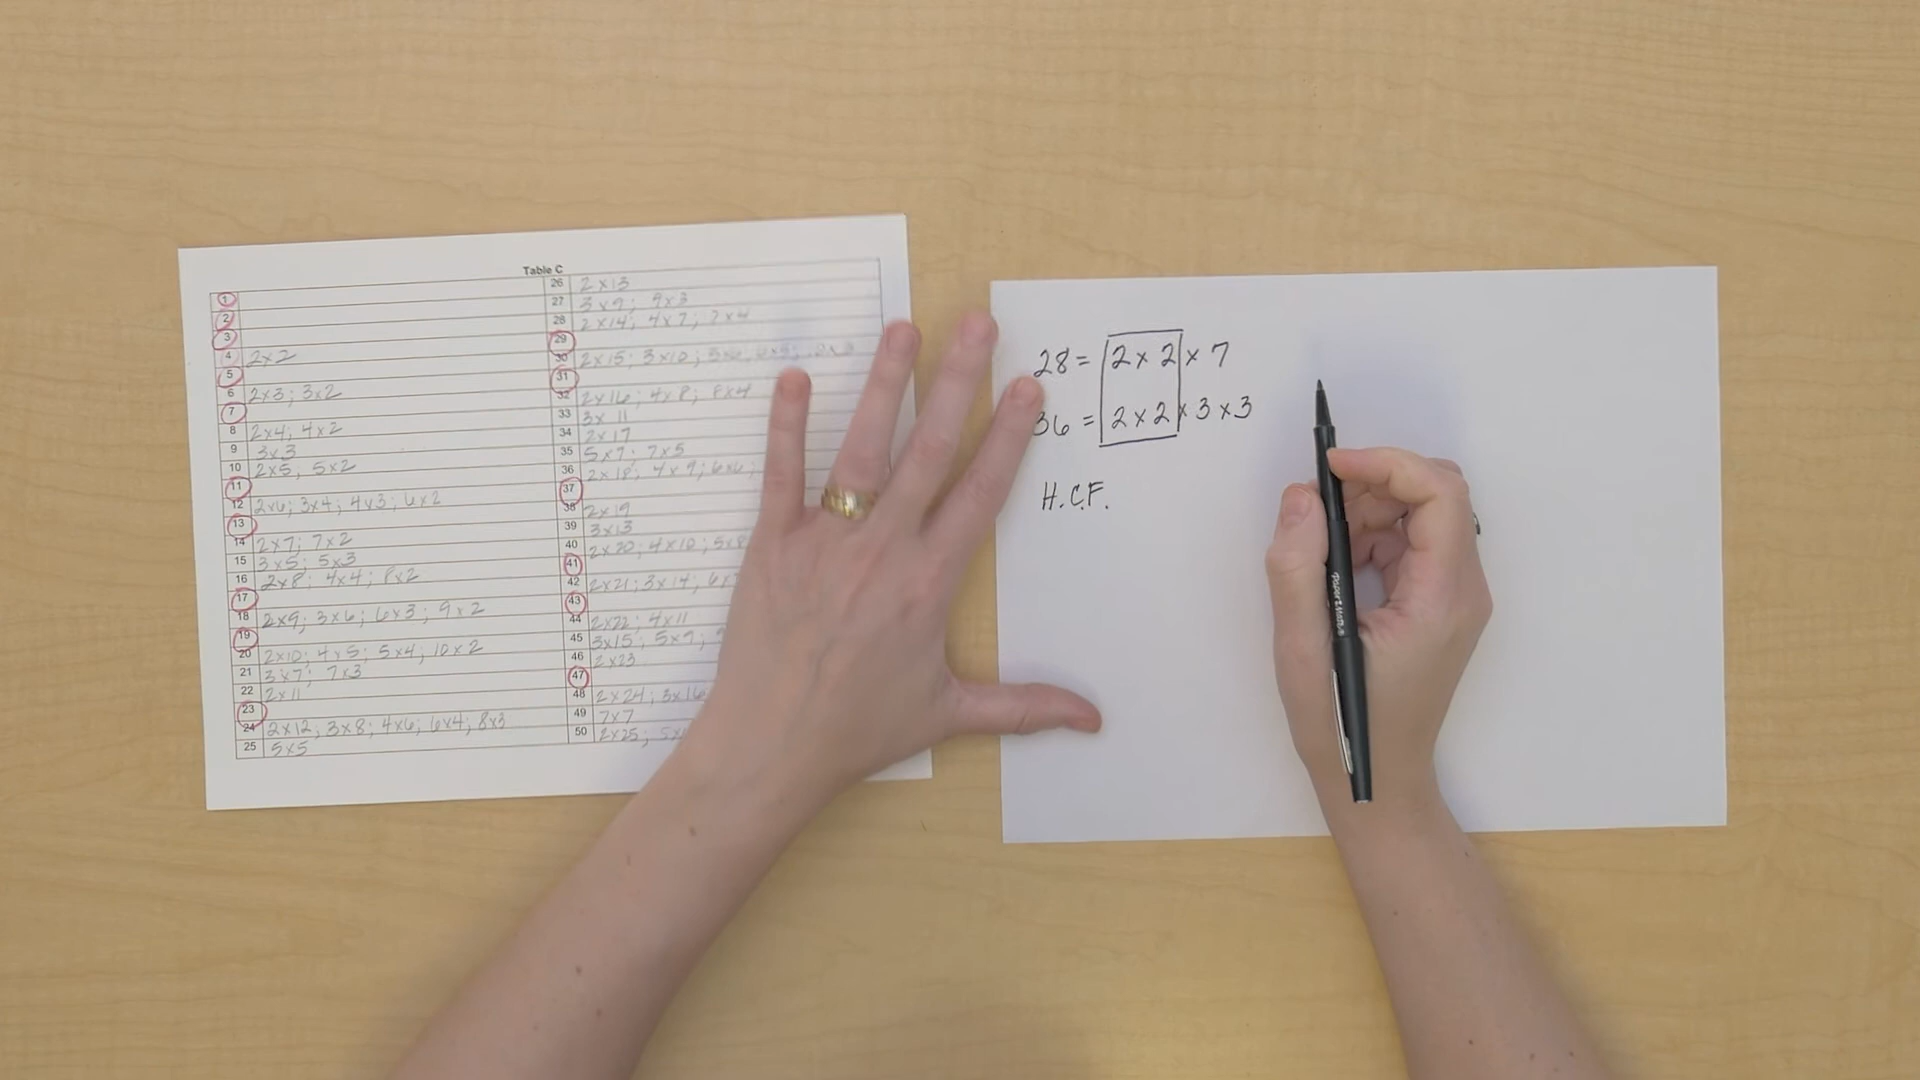 Table C
1
2
3
4 2x2
5
6 2x3; 3x2
7
8 2x4; 4x2
9 3x3
10 2x5, 5x2
11
12 2x6; 3x4; 4x3; 6x2
13
14 2x7; 7x2
15 3x5; 5x3
16 2x8; 4x4; 8x2
17
18 2x9; 3x6; 6x3; 9x2
19
20 2x10; 4x5; 5x4; 10x2
21 3x7; 7x3
22 2x11
23
24 2x12; 3x8; 4x6; 6x4; 8x3
25 5x5
26 2x13
27 3x9; 9x3
28 2x14; 4x7; 7x4
29
30 2x15; 3x10;
31
32 2x16; 4x8; 8x4
33 3x11
34 2x17
35 5x7; 7x5
36 2x18; 4x9; 6x6;
37
38 2x19
39 3x13
40 2x20; 4x10; 5x8
41
42 2x21; 3x14;
43
44 2x22; 4x11
45 3x15; 5x9;
46 2x23
47
48 2x24; 3x16
49 7x7
50 2x25;
28 = 2 x 2 x 7
36 = 2 x 2 x 3 x 3
H.C.F.
paper mate